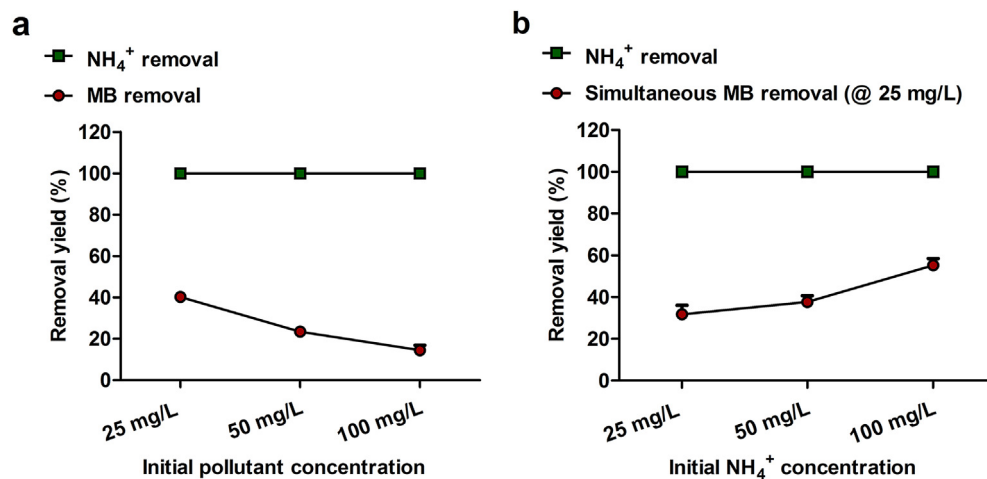 a
NH₄⁺ removal
MB removal
120
100
80
60
40
20
0
Removal yield (%)
25 mg/L
50 mg/L
100 mg/L
Initial pollutant concentration
b
NH₄⁺ removal
Simultaneous MB removal (@ 25 mg/L)
120
100
80
60
40
20
0
Removal yield (%)
25 mg/L
50 mg/L
100 mg/L
Initial NH₄⁺ concentration